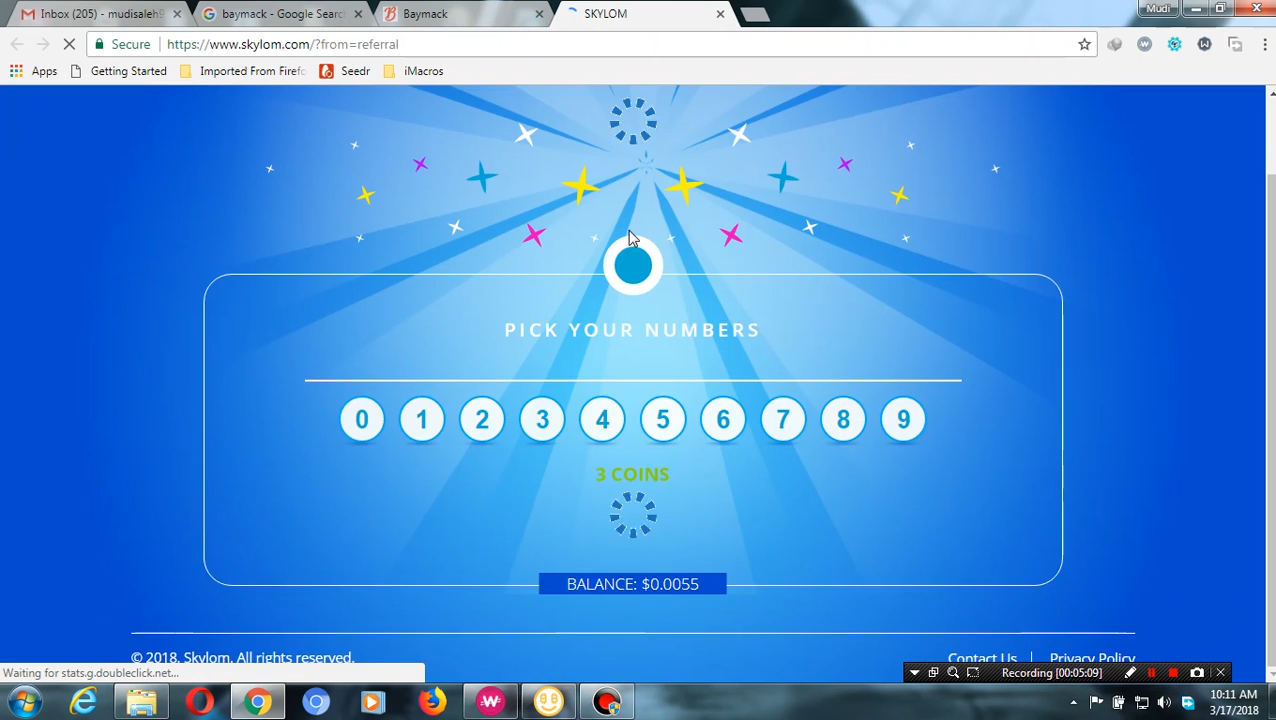 Inbox (205) - mudisaleh9
baymack - Google Searc
Baymack
SKYLOM
Mudi
Secure
https://www.skylom.com/?from=referral
Apps
Getting Started
Imported From Firefo
Seedr
iMacros
PICK YOUR NUMBERS
0 1 2 3 4 5 6 7 8 9
3 COINS
BALANCE: $0.0055
© 2018, Skylom. All rights reserved.
Contact Us | Privacy Policy
Waiting for stats.g.doubleclick.net...
Recording [00:05:09]
10:11 AM
3/17/2018